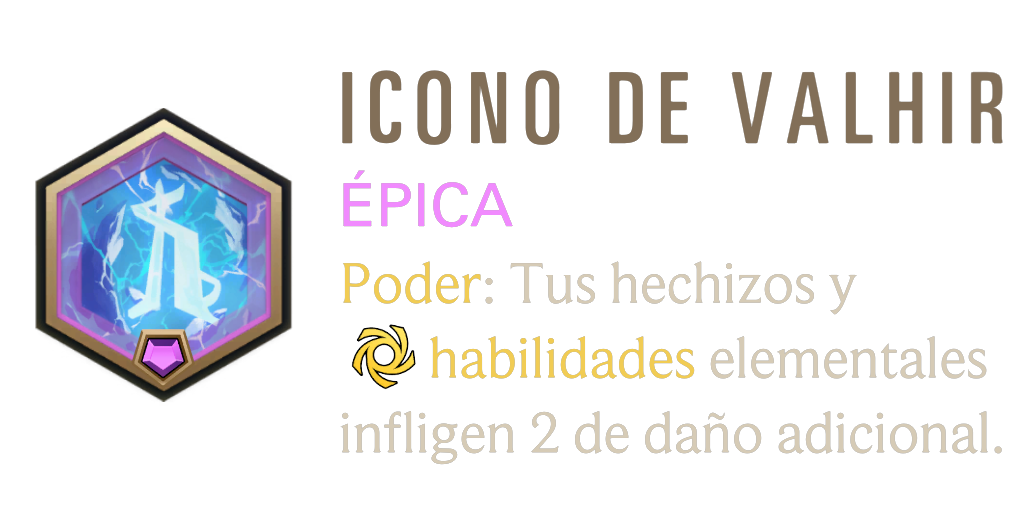 ICONO DE VALHIR
ÉPICA
Poder: Tus hechizos y
habilidades elementales
infligen 2 de daño adicional.